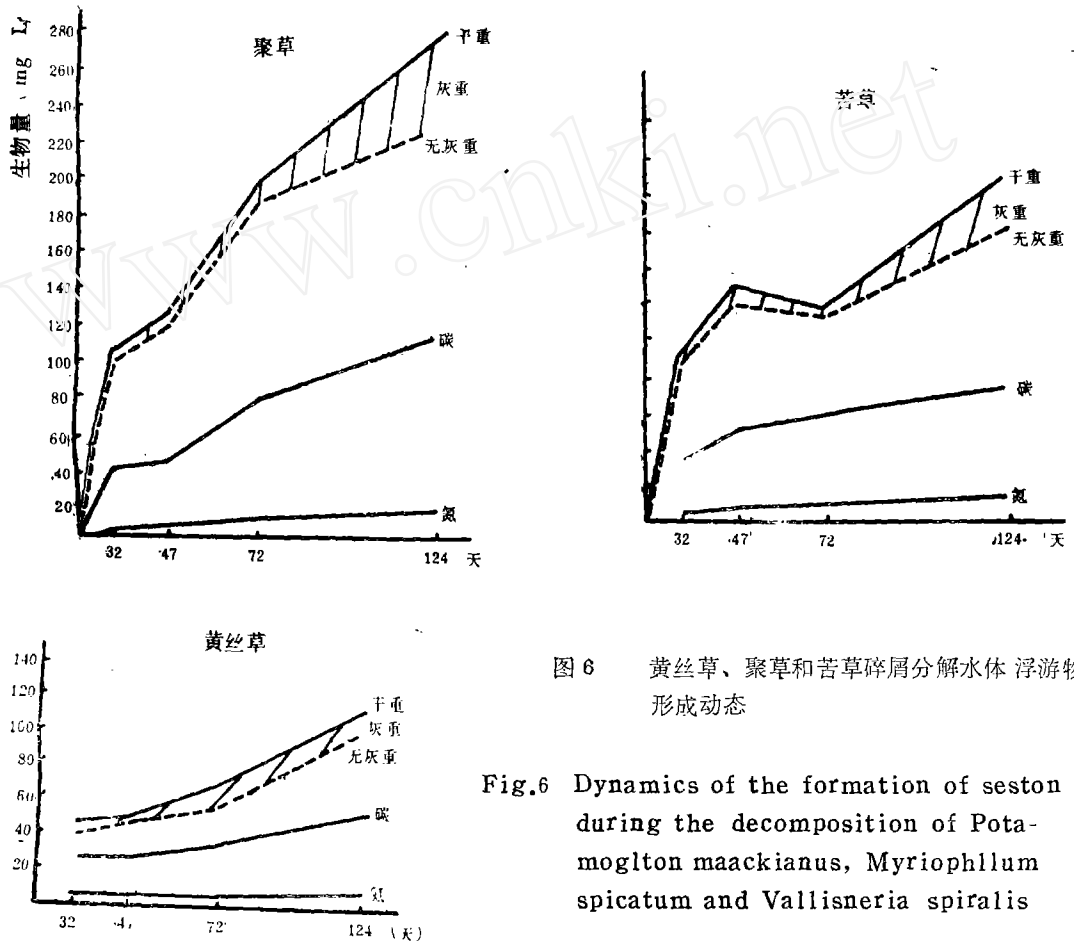 聚草
生物量、mg
280
260
240
220
200
180
160
140
120
100
80
60
40
20
干重
灰重
无灰重
碳
氮
32 47 72 124 天
苦草
干重
灰重
无灰重
碳
氮
32 47 72 124 天
www.cnki.net
黄丝草
140
120
100
80
60
40
20
干重
灰重
无灰重
碳
氮
32 72 124 (天)
图 6 黄丝草、聚草和苦草碎屑分解水体 浮游物
形成动态
Fig.6 Dynamics of the formation of seston
during the decomposition of Pota-
moglton maackianus, Myriophllum
spicatum and Vallisneria spiralis